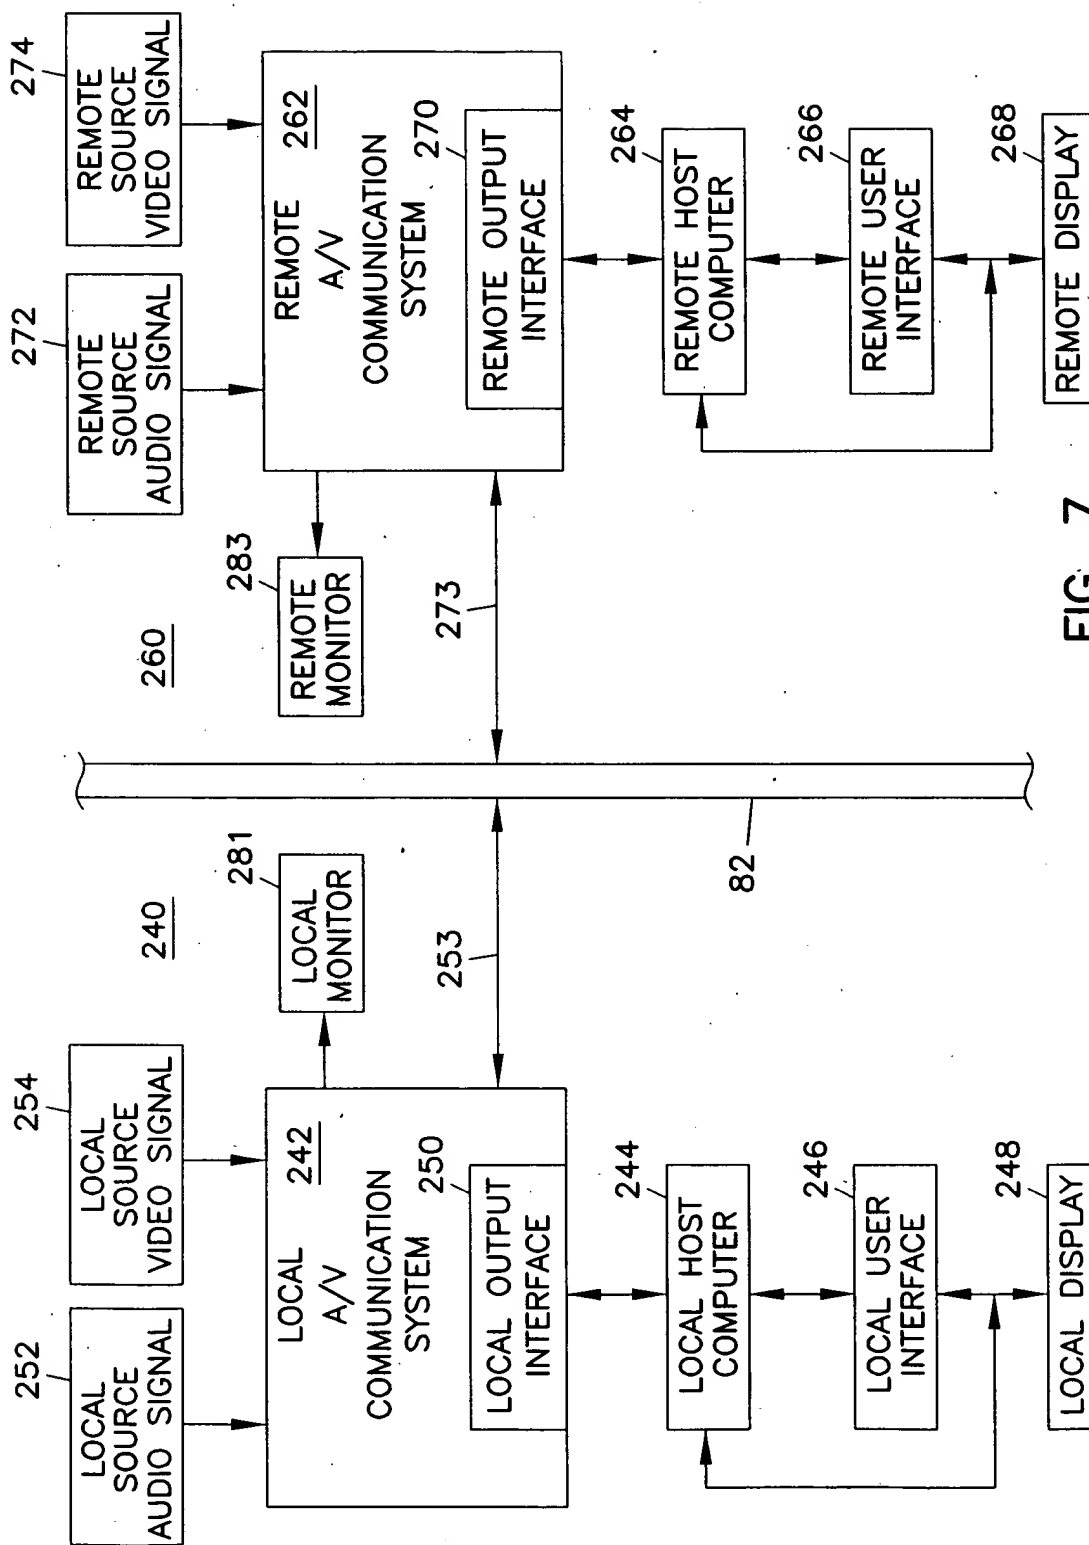 252
LOCAL
SOURCE
AUDIO SIGNAL
254
LOCAL
SOURCE
VIDEO SIGNAL
LOCAL
242
A/V
COMMUNICATION
SYSTEM
250
LOCAL OUTPUT
INTERFACE
240
281
LOCAL
MONITOR
253
244
LOCAL HOST
COMPUTER
246
LOCAL USER
INTERFACE
248
LOCAL DISPLAY
82
260
283
REMOTE
MONITOR
273
272
REMOTE
SOURCE
AUDIO SIGNAL
274
REMOTE
SOURCE
VIDEO SIGNAL
REMOTE
262
A/V
COMMUNICATION
SYSTEM
270
REMOTE OUTPUT
INTERFACE
264
REMOTE HOST
COMPUTER
266
REMOTE USER
INTERFACE
268
REMOTE DISPLAY
FIG. 7